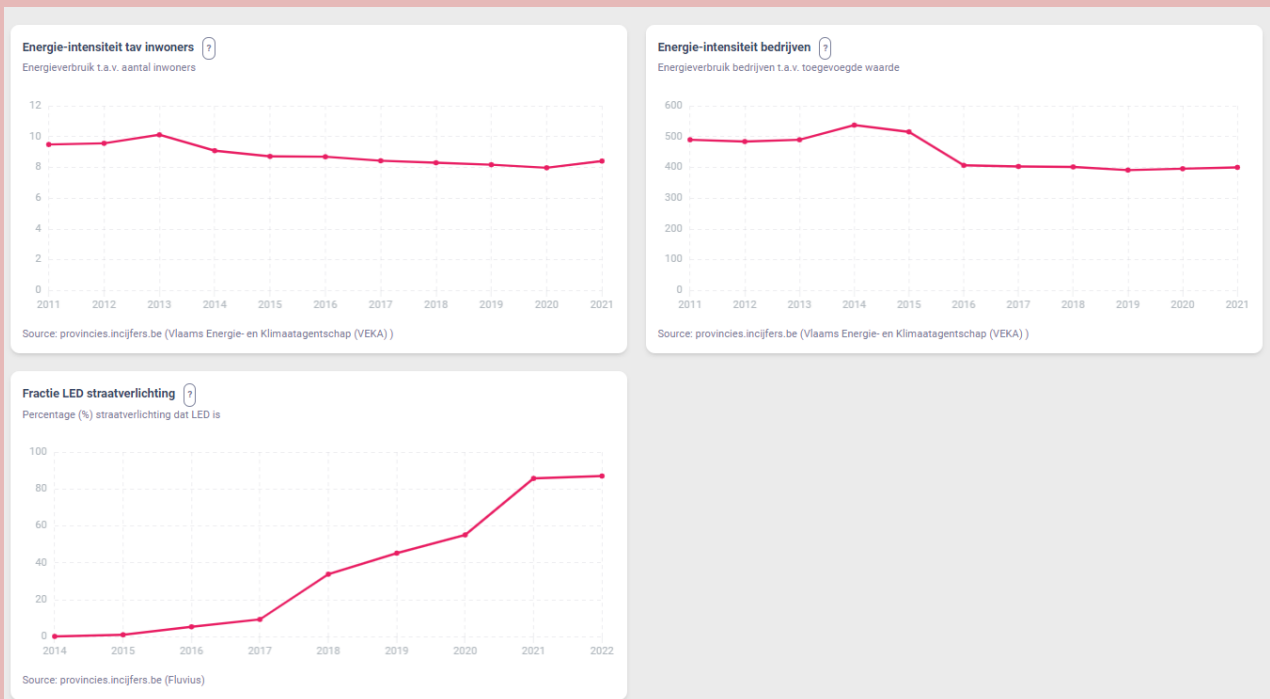 Energie-intensiteit tav inwoners ?
Energieverbruik t.a.v. aantal inwoners
12
10
8
6
4
2
0
2011 2012 2013 2014 2015 2016 2017 2018 2019 2020 2021
Source: provincies.incijfers.be (Vlaams Energie- en Klimaatagentschap (VEKA) )
Energie-intensiteit bedrijven ?
Energieverbruik bedrijven t.a.v. toegevoegde waarde
600
500
400
300
200
100
0
2011 2012 2013 2014 2015 2016 2017 2018 2019 2020 2021
Source: provincies.incijfers.be (Vlaams Energie- en Klimaatagentschap (VEKA) )
Fractie LED straatverlichting ?
Percentage (%) straatverlichting dat LED is
100
80
60
40
20
0
2014 2015 2016 2017 2018 2019 2020 2021 2022
Source: provincies.incijfers.be (Fluvius)